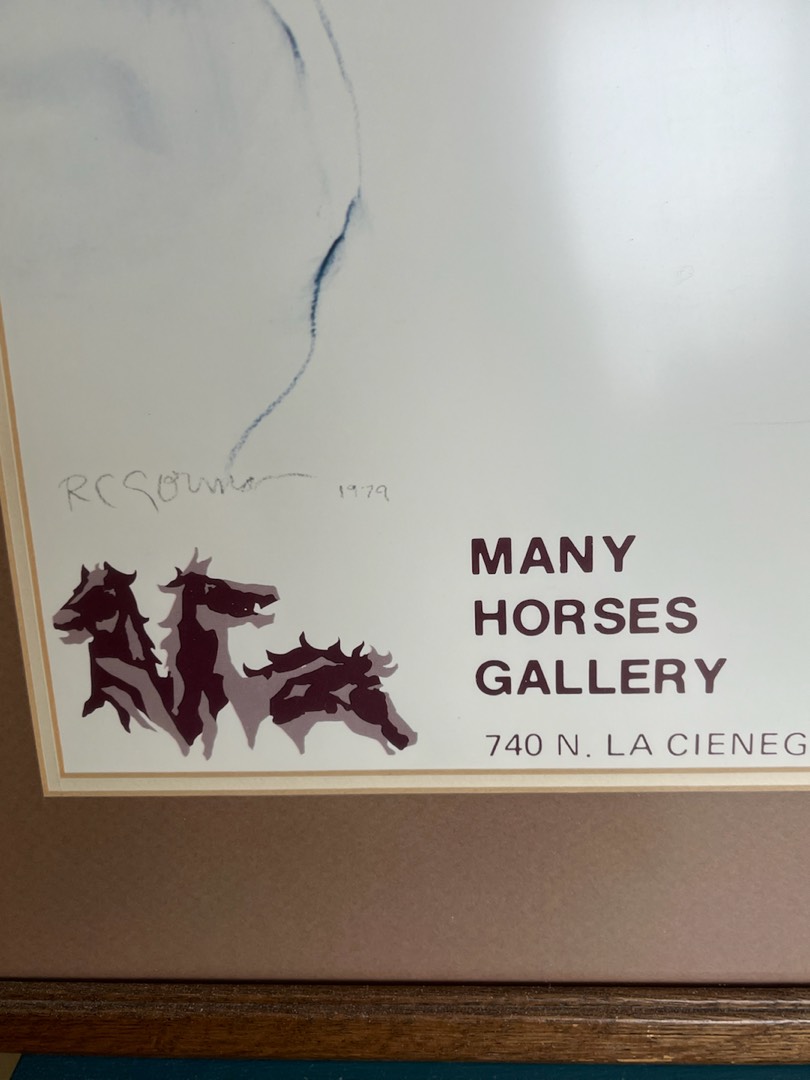 RC Gorman 1979
MANY
HORSES
GALLERY
740 N. LA CIENEG